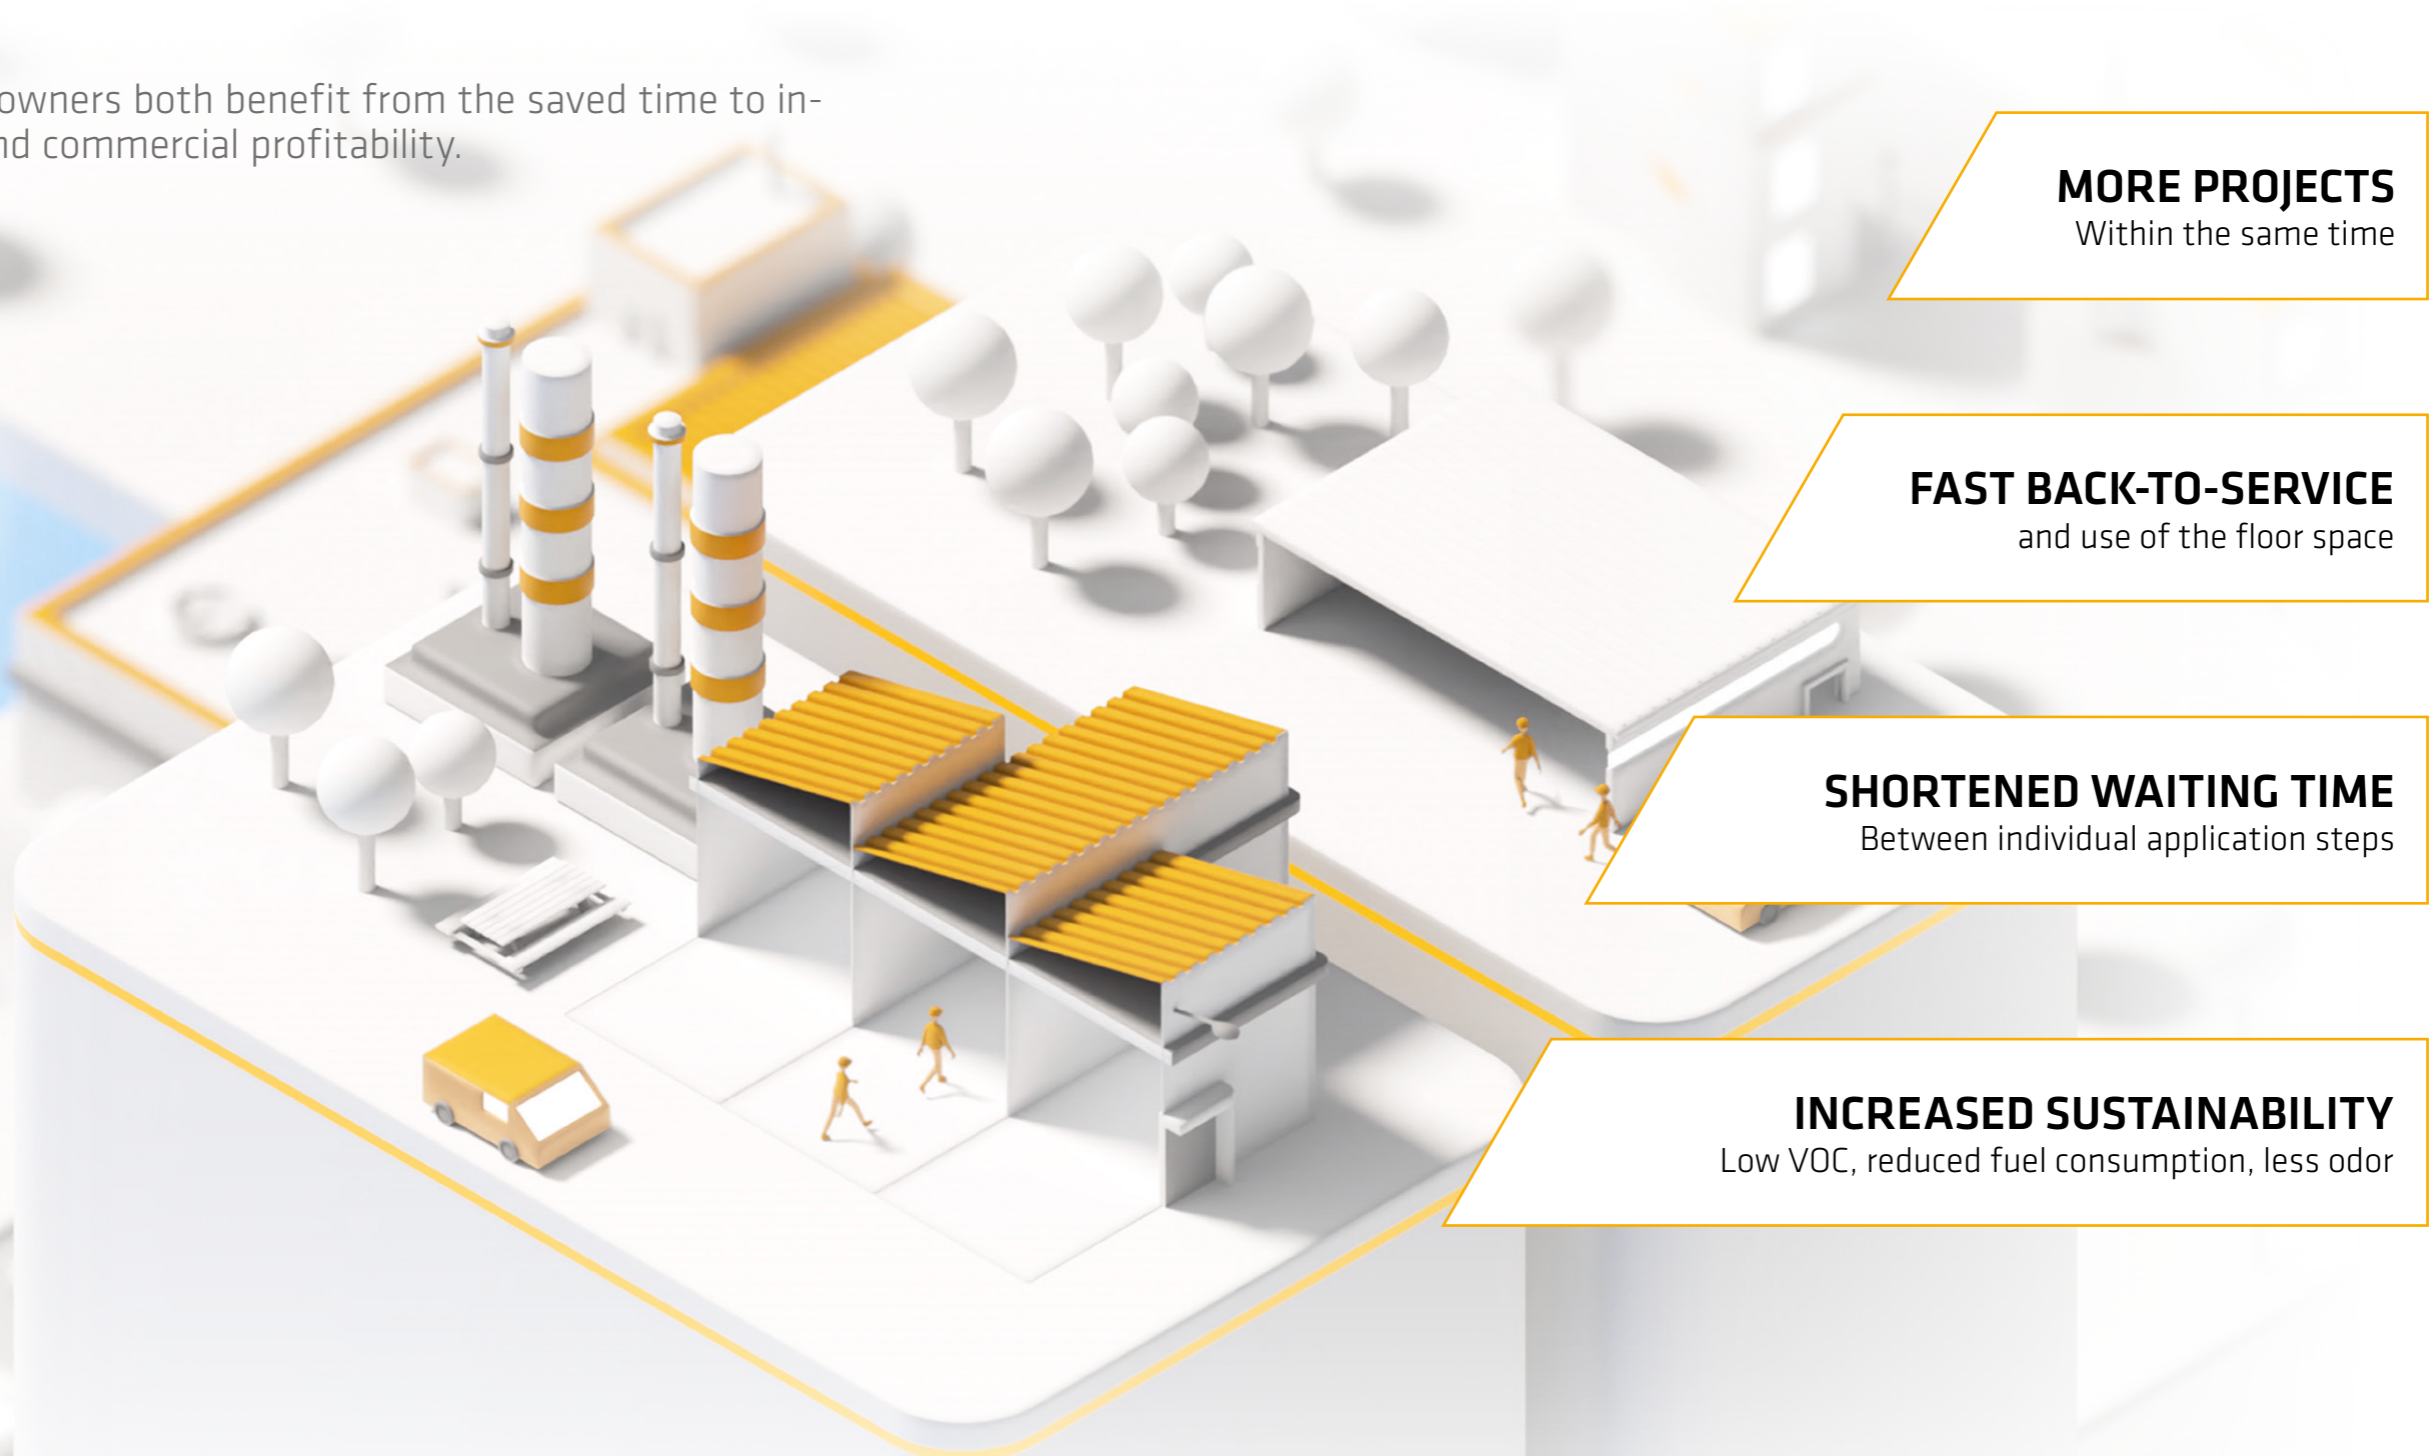 owners both benefit from the saved time to in-
commercial profitability.
MORE PROJECTS
Within the same time
FAST BACK-TO-SERVICE
and use of the floor space
SHORTENED WAITING TIME
Between individual application steps
INCREASED SUSTAINABILITY
Low VOC, reduced fuel consumption, less odor